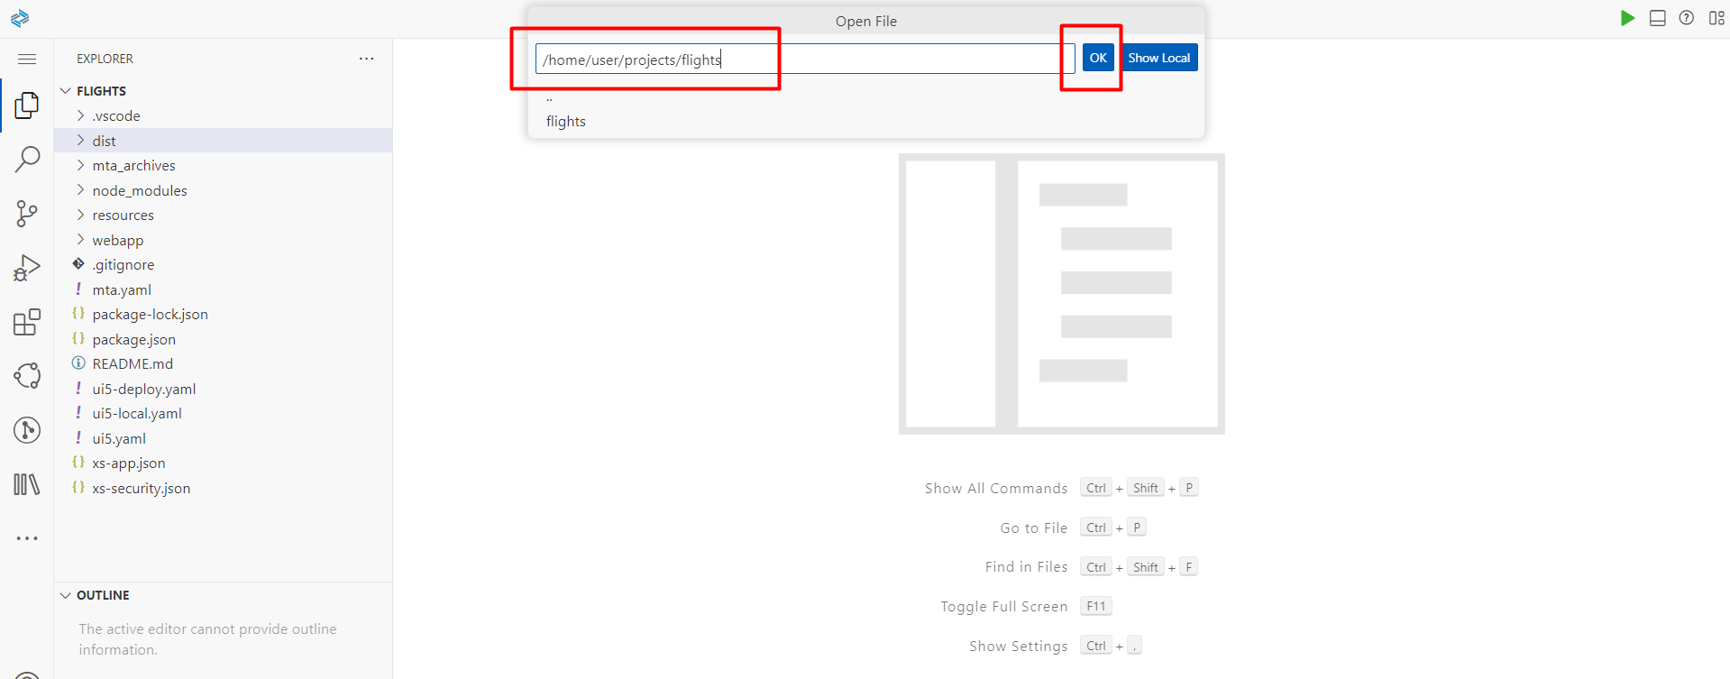 Open File
/home/user/projects/flights
OK
Show Local
..
flights
EXPLORER
...
FLIGHTS
.vscode
dist
mta_archives
node_modules
resources
webapp
.gitignore
! mta.yaml
{} package-lock.json
{} package.json
README.md
! ui5-deploy.yaml
! ui5-local.yaml
! ui5.yaml
{} xs-app.json
{} xs-security.json
OUTLINE
The active editor cannot provide outline
information.
Show All Commands Ctrl + Shift + P
Go to File Ctrl + P
Find in Files Ctrl + Shift + F
Toggle Full Screen F11
Show Settings Ctrl + ,